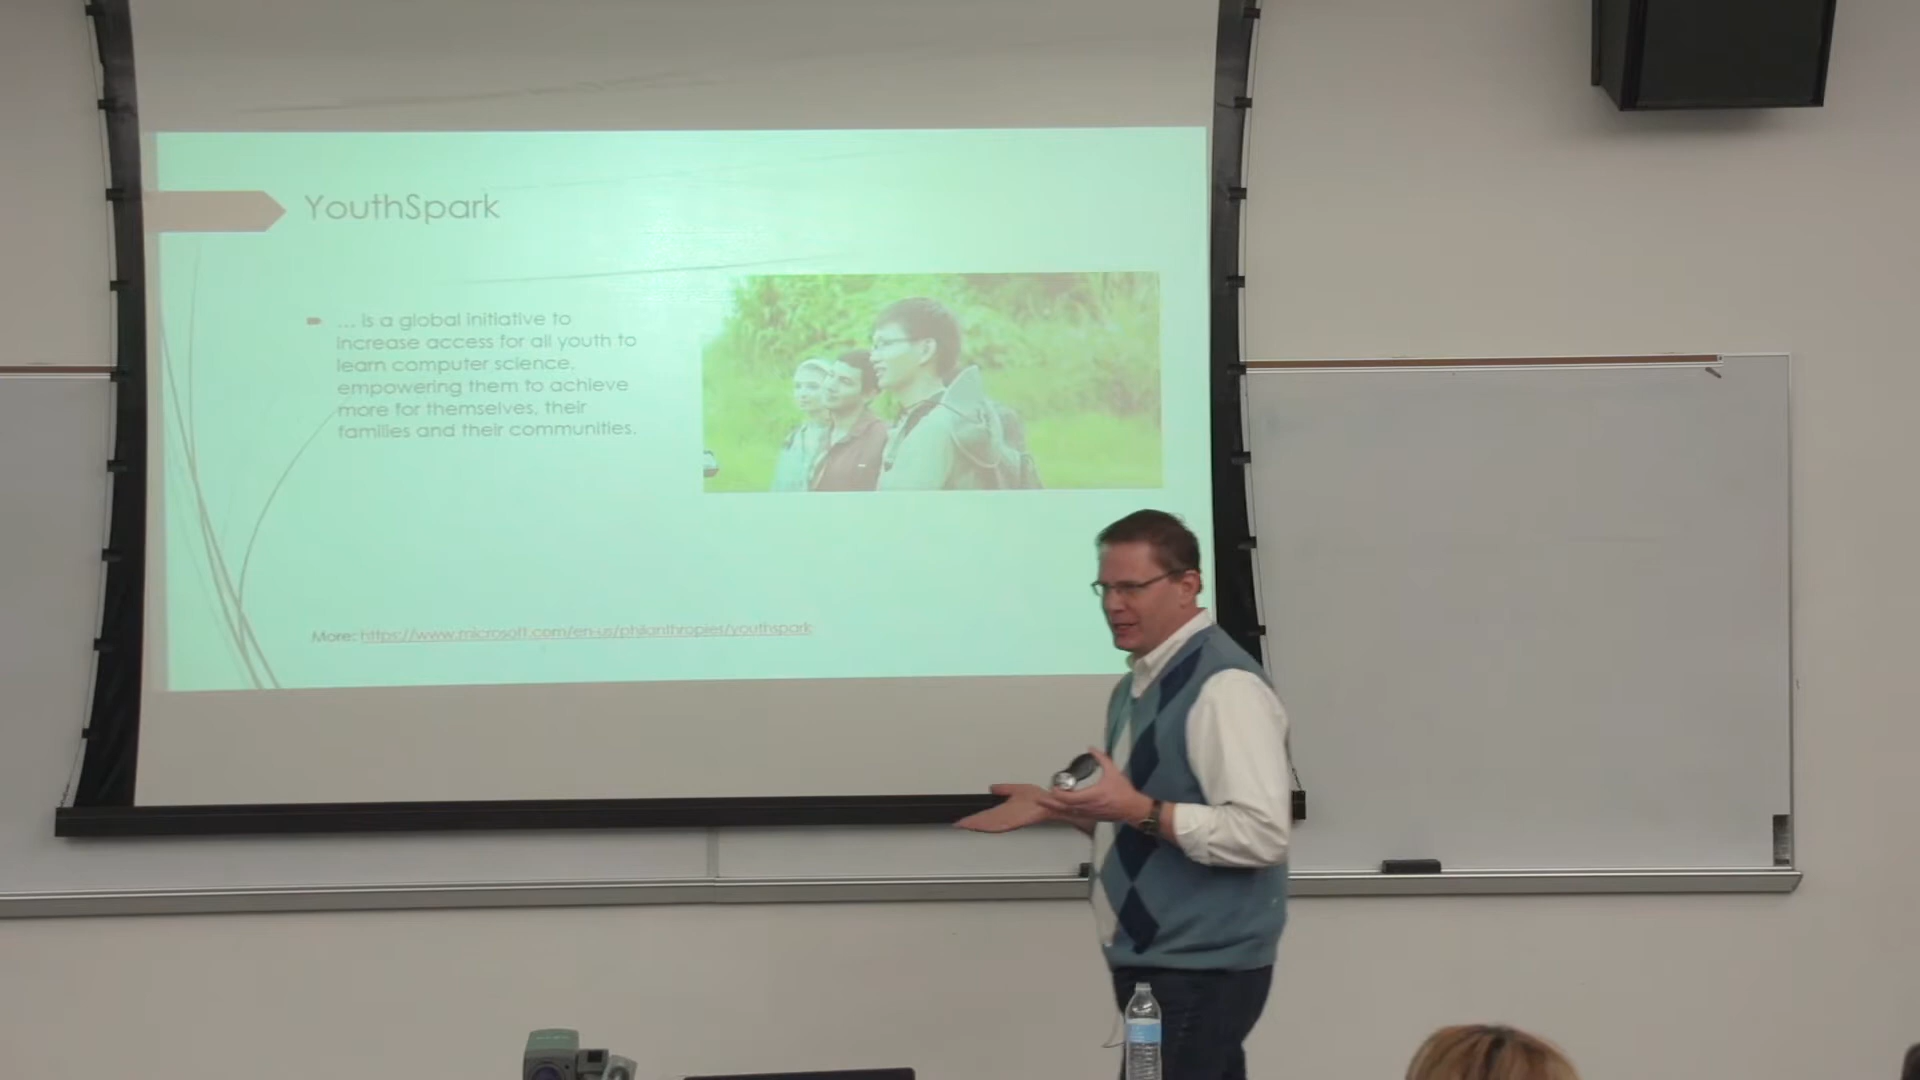 YouthSpark
... is a global initiative to
increase access for all youth to
learn computer science,
empowering them to achieve
more for themselves, their
families and their communities.
More: https://www.microsoft.com/en-us/philanthropies/youthspark